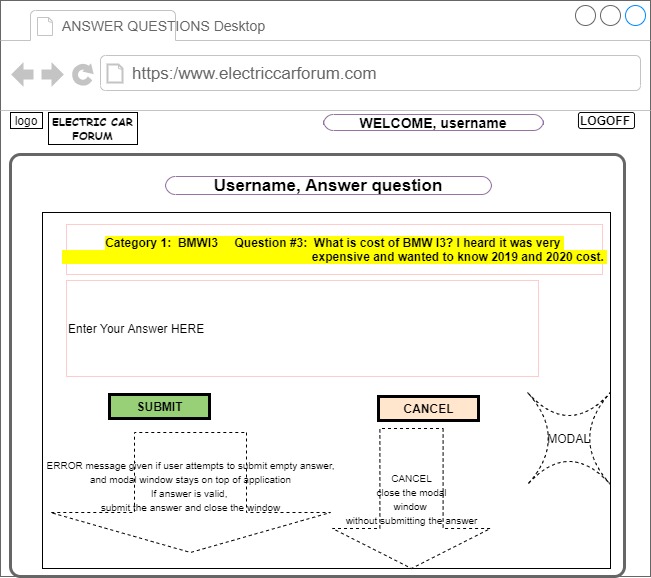 ANSWER QUESTIONS Desktop
https:/www.electriccarforum.com
logo
ELECTRIC CAR
FORUM
WELCOME, username
LOGOFF
Username, Answer question
Category 1: BMWI3 Question #3: What is cost of BMW I3? I heard it was very
expensive and wanted to know 2019 and 2020 cost.
Enter Your Answer HERE
SUBMIT
CANCEL
MODAL
ERROR message given if user attempts to submit empty answer,
and modal window stays on top of application
If answer is valid,
submit the answer and close the window
CANCEL
close the modal
window
without submitting the answer